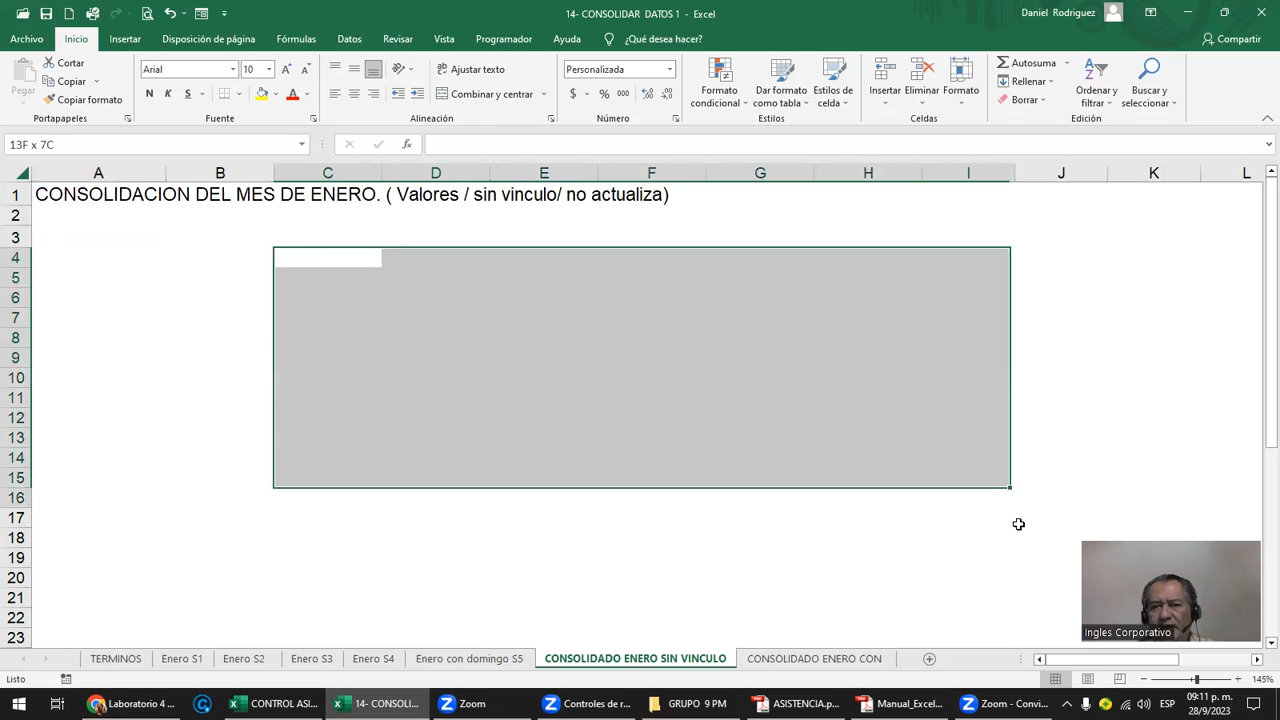 14- CONSOLIDAR DATOS 1 - Excel
Daniel Rodriguez
Archivo Inicio Insertar Disposición de página Fórmulas Datos Revisar Vista Programador Ayuda ¿Qué desea hacer? Compartir
Pegar
Cortar
Copiar
Copiar formato
Portapapeles
Arial 10
N K S
Fuente
Ajustar texto
Combinar y centrar
Alineación
Personalizada
$ % 000
Número
Formato condicional
Dar formato como tabla
Estilos de celda
Estilos
Insertar Eliminar Formato
Celdas
Autosuma
Rellenar
Borrar
Ordenar y filtrar
Buscar y seleccionar
Edición
13F x 7C
fx
A B C D E F G H I J K L
1 CONSOLIDACION DEL MES DE ENERO. ( Valores / sin vinculo/ no actualiza)
2
3
4
5
6
7
8
9
10
11
12
13
14
15
16
17
18
19
20
21
22
23
Ingles Corporativo
TERMINOS Enero S1 Enero S2 Enero S3 Enero S4 Enero con domingo S5 CONSOLIDADO ENERO SIN VINCULO CONSOLIDADO ENERO CON
Listo
145%
Laboratorio 4 ... CONTROL ASI... 14- CONSOLI... Zoom Controles de r... GRUPO 9 PM ASISTENCIA.p... Manual_Exce... Zoom - Convi...
ESP
09:11 p. m.
28/9/2023